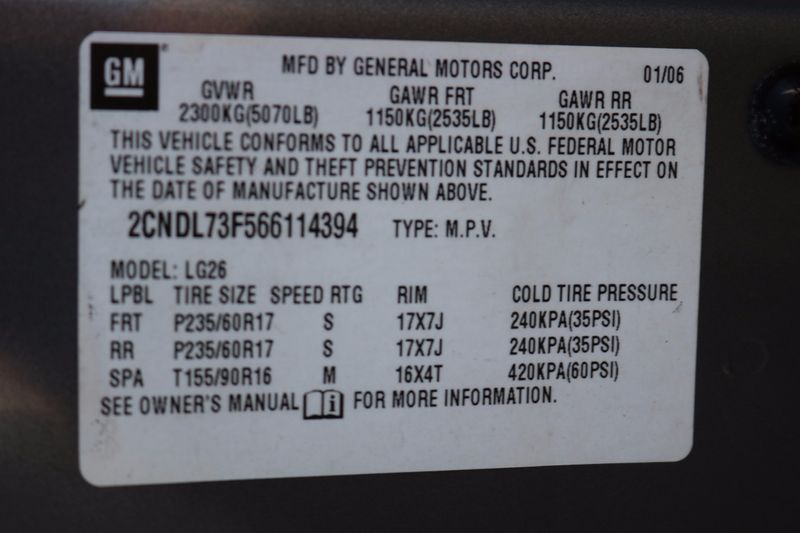 GM
MFD BY GENERAL MOTORS CORP. 01/06
GVWR GAWR FRT GAWR RR
2300KG(5070LB) 1150KG(2535LB) 1150KG(2535LB)
THIS VEHICLE CONFORMS TO ALL APPLICABLE U.S. FEDERAL MOTOR
VEHICLE SAFETY AND THEFT PREVENTION STANDARDS IN EFFECT ON
THE DATE OF MANUFACTURE SHOWN ABOVE.
2CNDL73F566114394 TYPE: M.P.V.
MODEL: LG26
LPBL TIRE SIZE SPEED RTG RIM COLD TIRE PRESSURE
FRT P235/60R17 S 17X7J 240KPA(35PSI)
RR P235/60R17 S 17X7J 240KPA(35PSI)
SPA T155/90R16 M 16X4T 420KPA(60PSI)
SEE OWNER'S MANUAL i FOR MORE INFORMATION.